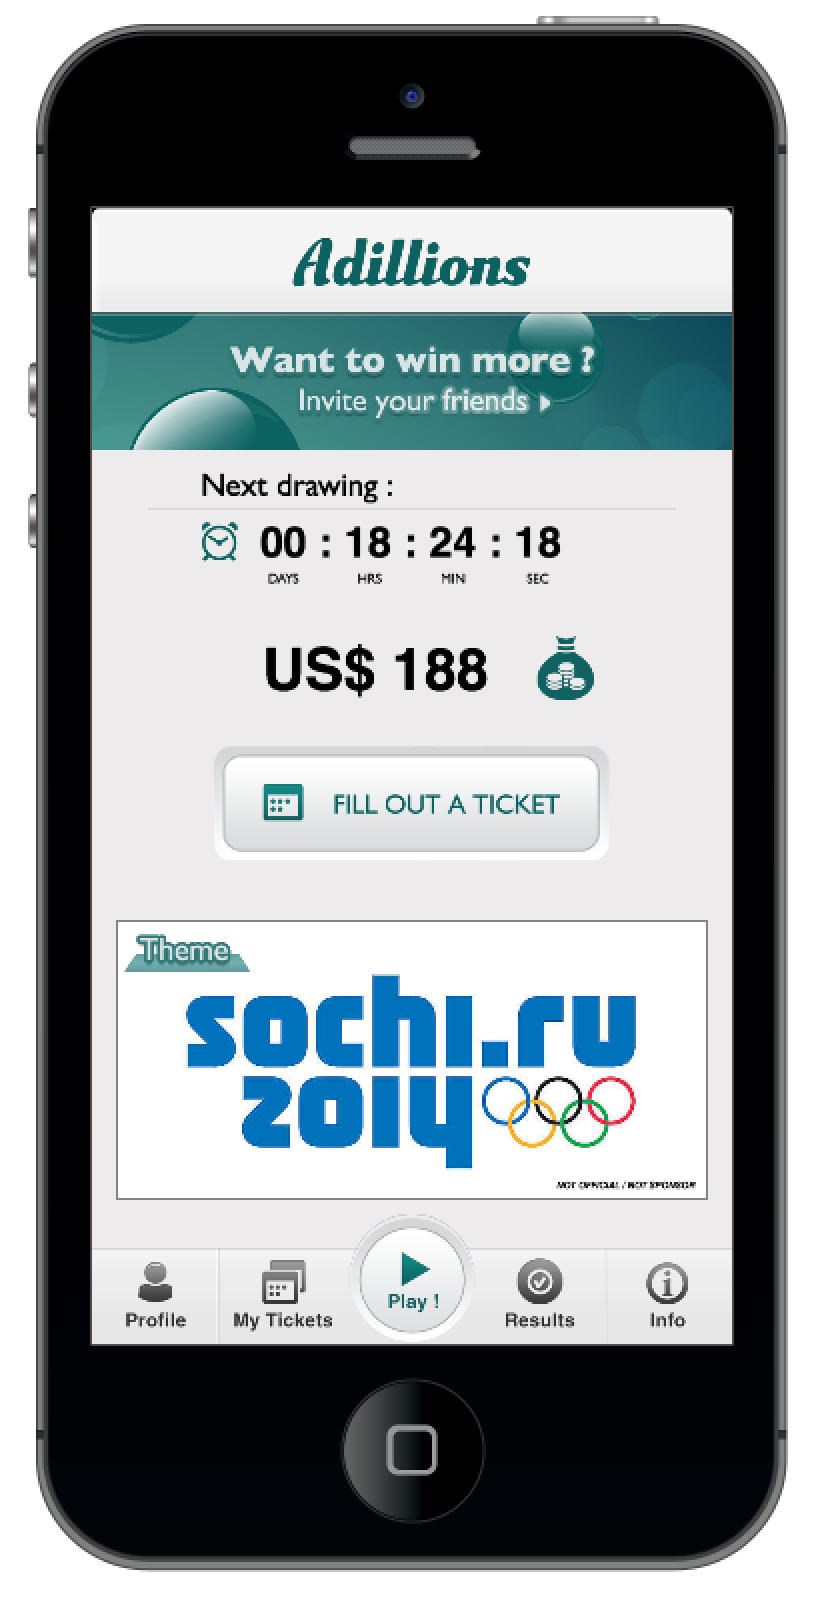 Adillions
Want to win more ?
Invite your friends
Next drawing :
00 : 18 : 24 : 18
DAYS HRS MIN SEC
US$ 188
FILL OUT A TICKET
Theme
sochi.ru
2014
NOT OFFICIAL / NOT SPONSOR
Play !
Profile My Tickets Results Info